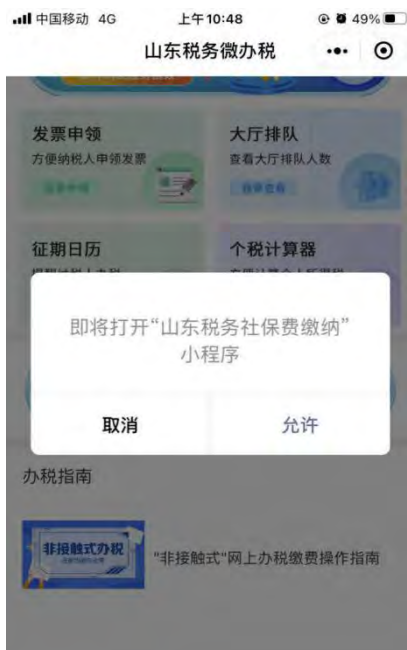 中国移动 4G 上午10:48 49%
山东税务微办税
发票申领
方便纳税人申领发票
大厅排队
查看大厅排队人数
征期日历
个税计算器
即将打开“山东税务社保费缴纳”
小程序
取消
允许
办税指南
非接触式办税
"非接触式"网上办税缴费操作指南